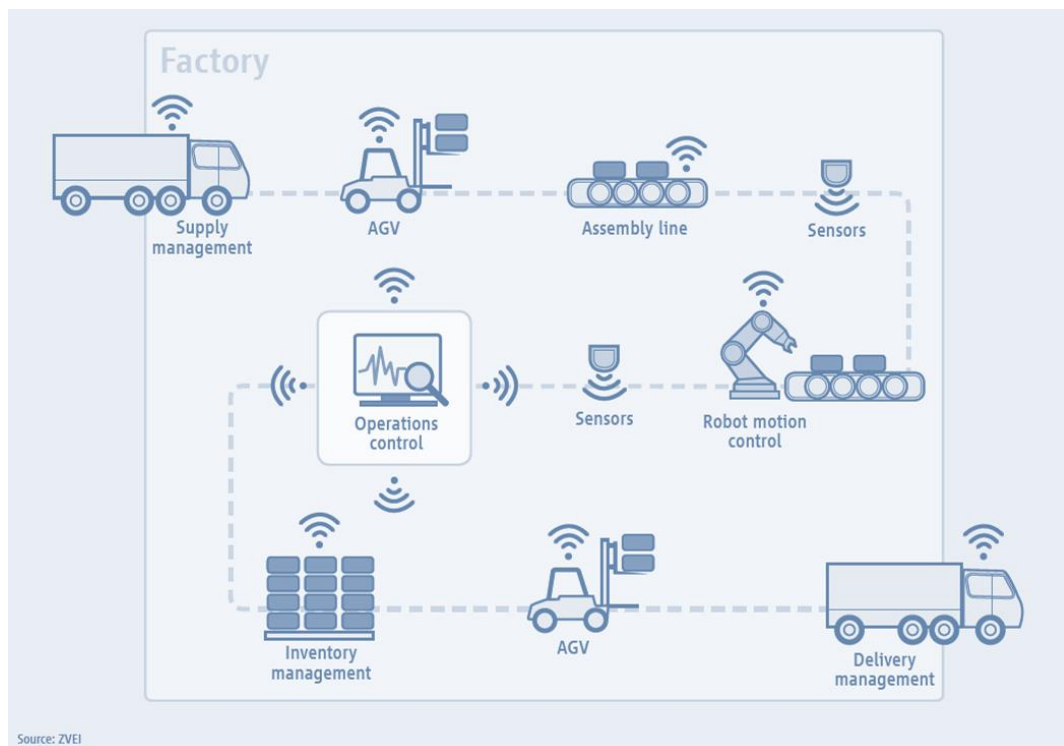 Factory
Supply
management
AGV
Assembly line
Sensors
Operations
control
Sensors
Robot motion
control
Inventory
management
AGV
Delivery
management
Source: ZVEI